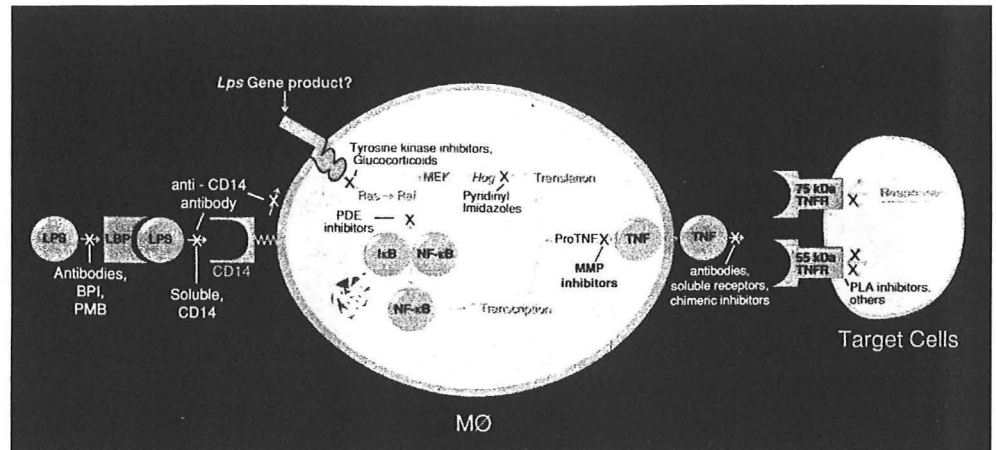 Lps Gene product?
Tyrosine kinase inhibitors,
Glucocorticoids
MEK
Hog X Translation
Ras → Raf
Pyridinyl
Imidazoles
anti - CD14
antibody
PDE
inhibitors
LPS
LBP
LPS
CD14
Antibodies,
BPI,
PMB
Soluble,
CD14
IκB
NF-κB
NF-κB
Transcription
ProTNF
TNF
MMP
inhibitors
TNF
antibodies,
soluble receptors,
chimeric inhibitors
75 kDa
TNFR
Response
55 kDa
TNFR
PLA inhibitors,
others
Target Cells
MØ